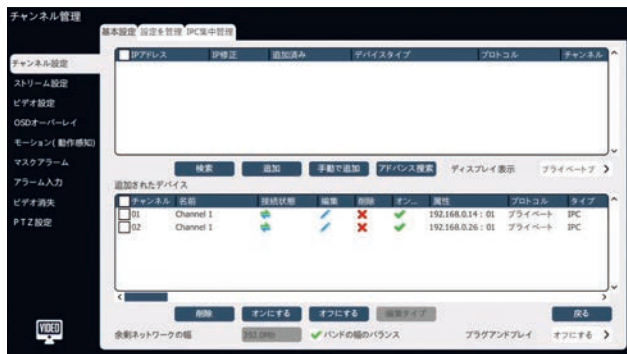 チャンネル管理
基本設定 設定を管理 IPC集中管理
IPアドレス IP修正 追加済み デバイスタイプ プロトコル チャンネル
チャンネル設定
ストリーム設定
ビデオ設定
OSDオーバーレイ
モーション(動作感知)
マスクアラーム
アラーム入力
ビデオ消失
PTZ設定
検索 追加 手動で追加 アドバンス捜索 ディスプレイ表示 プライベートプ
追加されたデバイス
チャンネル 名前 接続状態 編集 削除 オン... 属性 プロトコル タイプ
01 Channel 1 192.168.0.14 : 01 プライベート IPC
02 Channel 1 192.168.0.26 : 01 プライベート IPC
削除 オンにする オフにする 編集タイプ 戻る
余剰ネットワークの幅 バンドの幅のバランス プラグアンドプレイ オフにする
VIDEO